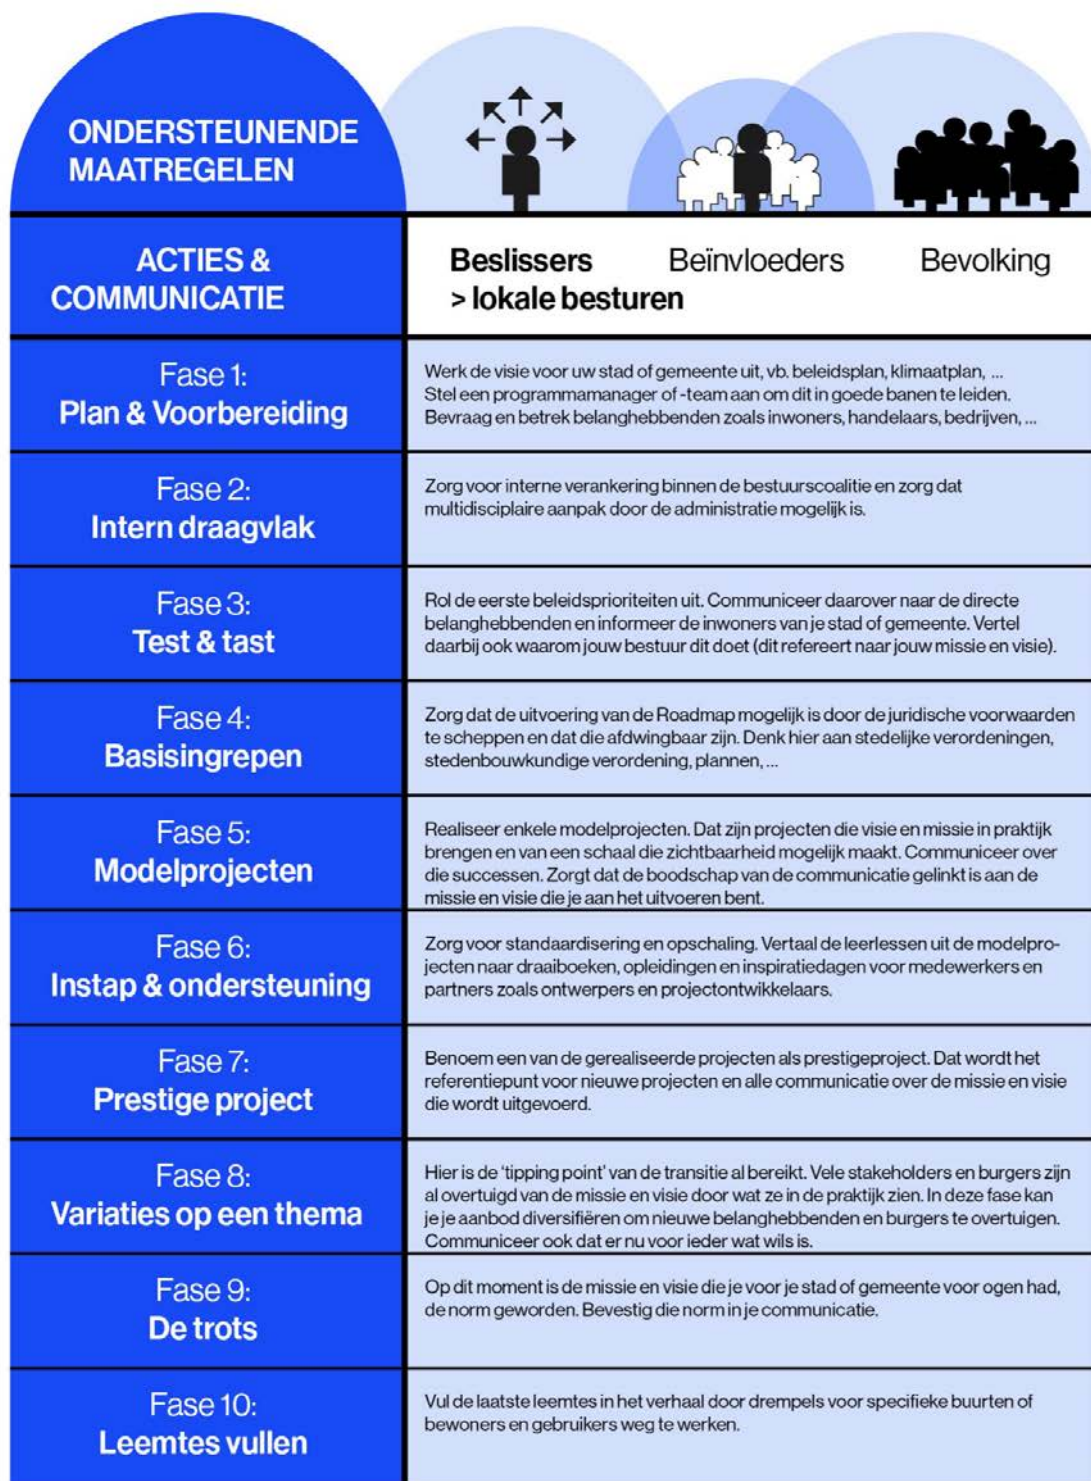 ONDERSTEUNENDE
MAATREGELEN
ACTIES &
COMMUNICATIE
Beslissers
> lokale besturen
Beïnvloeders
Bevolking
Fase 1:
Plan & Voorbereiding
Werk de visie voor uw stad of gemeente uit, vb. beleidsplan, klimaatplan, ...
Stel een programmamanager of -team aan om dit in goede banen te leiden.
Bevraag en betrek belanghebbenden zoals inwoners, handelaars, bedrijven, ...
Fase 2:
Intern draagvlak
Zorg voor interne verankering binnen de bestuurscoalitie en zorg dat
multidisciplaire aanpak door de administratie mogelijk is.
Fase 3:
Test & tast
Rol de eerste beleidsprioriteiten uit. Communiceer daarover naar de directe
belanghebbenden en informeer de inwoners van je stad of gemeente. Vertel
daarbij ook waarom jouw bestuur dit doet (dit refereert naar jouw missie en visie).
Fase 4:
Basisingrepen
Zorg dat de uitvoering van de Roadmap mogelijk is door de juridische voorwaarden
te scheppen en dat die afdwingbaar zijn. Denk hier aan stedelijke verordeningen,
stedenbouwkundige verordening, plannen, ...
Fase 5:
Modelprojecten
Realiseer enkele modelprojecten. Dat zijn projecten die visie en missie in praktijk
brengen en van een schaal die zichtbaarheid mogelijk maakt. Communiceer over
die successen. Zorgt dat de boodschap van de communicatie gelinkt is aan de
missie en visie die je aan het uitvoeren bent.
Fase 6:
Instap & ondersteuning
Zorg voor standaardisering en opschaling. Vertaal de leerlessen uit de modelpro-
jecten naar draaiboeken, opleidingen en inspiratiedagen voor medewerkers en
partners zoals ontwerpers en projectontwikkelaars.
Fase 7:
Prestige project
Benoem een van de gerealiseerde projecten als prestigeproject. Dat wordt het
referentiepunt voor nieuwe projecten en alle communicatie over de missie en visie
die wordt uitgevoerd.
Fase 8:
Variaties op een thema
Hier is de ‘tipping point’ van de transitie al bereikt. Vele stakeholders en burgers zijn
al overtuigd van de missie en visie door wat ze in de praktijk zien. In deze fase kan
je je aanbod diversifiëren om nieuwe belanghebbenden en burgers te overtuigen.
Communiceer ook dat er nu voor ieder wat wils is.
Fase 9:
De trots
Op dit moment is de missie en visie die je voor je stad of gemeente voor ogen had,
de norm geworden. Bevestig die norm in je communicatie.
Fase 10:
Leemtes vullen
Vul de laatste leemtes in het verhaal door drempels voor specifieke buurten of
bewoners en gebruikers weg te werken.